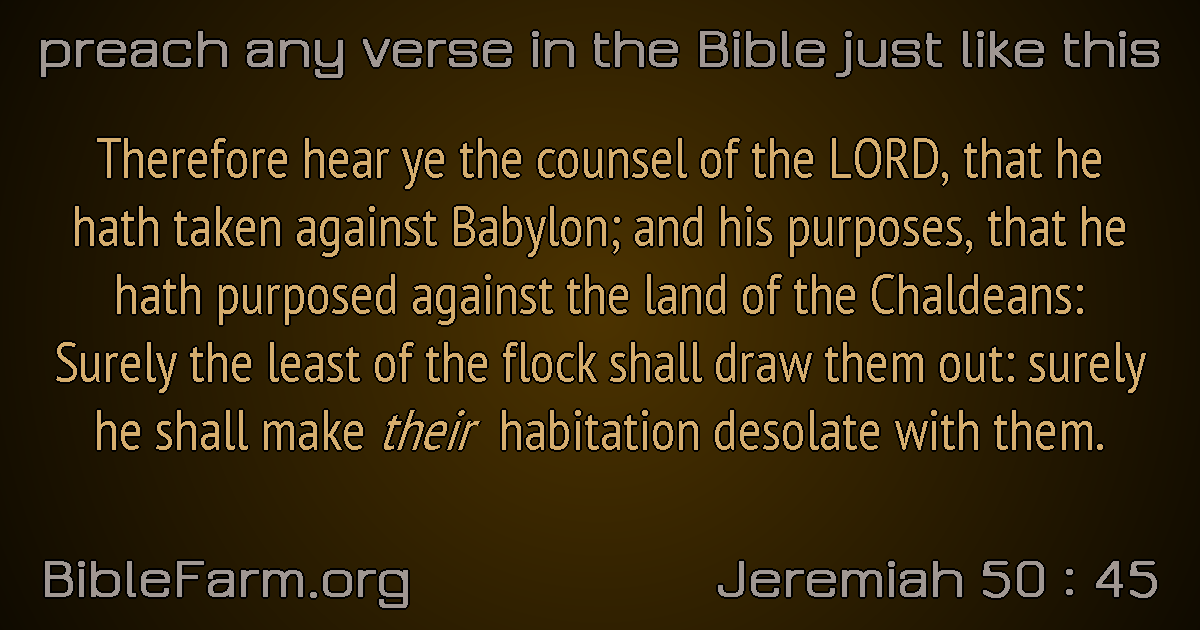 preach any verse in the Bible just like this
Therefore hear ye the counsel of the LORD, that he
hath taken against Babylon; and his purposes, that he
hath purposed against the land of the Chaldeans:
Surely the least of the flock shall draw them out: surely
he shall make their habitation desolate with them.
BibleFarm.org
Jeremiah 50 : 45